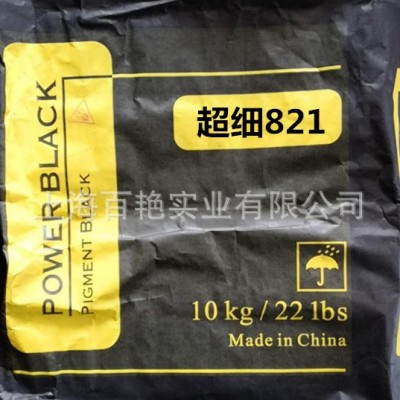 POWER BLACK
PIGMENT BLACK
超细821
上海百艳实业有限公司
10 kg / 22 lbs
Made in China